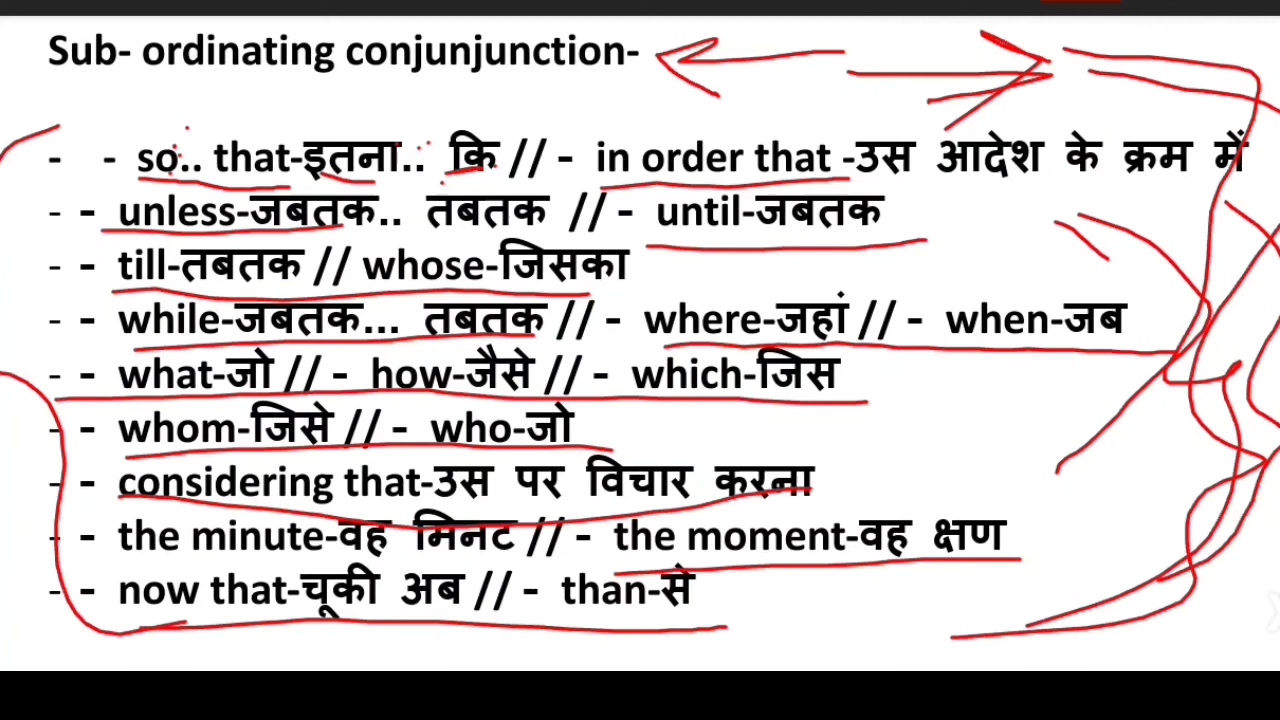 Sub- ordinating conjunjunction-
- - so.. that-इतना.. कि // - in order that -उस आदेश के क्रम में
- - unless-जबतक.. तबतक // - until-जबतक
- - till-तबतक // whose-जिसका
- - while-जबतक... तबतक // - where-जहां // - when-जब
- - what-जो // - how-जैसे // - which-जिस
- - whom-जिसे // - who-जो
- - considering that-उस पर विचार करना
- - the minute-वह मिनट // - the moment-वह क्षण
- - now that-चूकी अब // - than-से